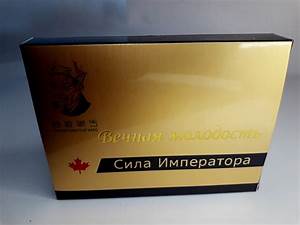 Вечная молодость
Сила Императора